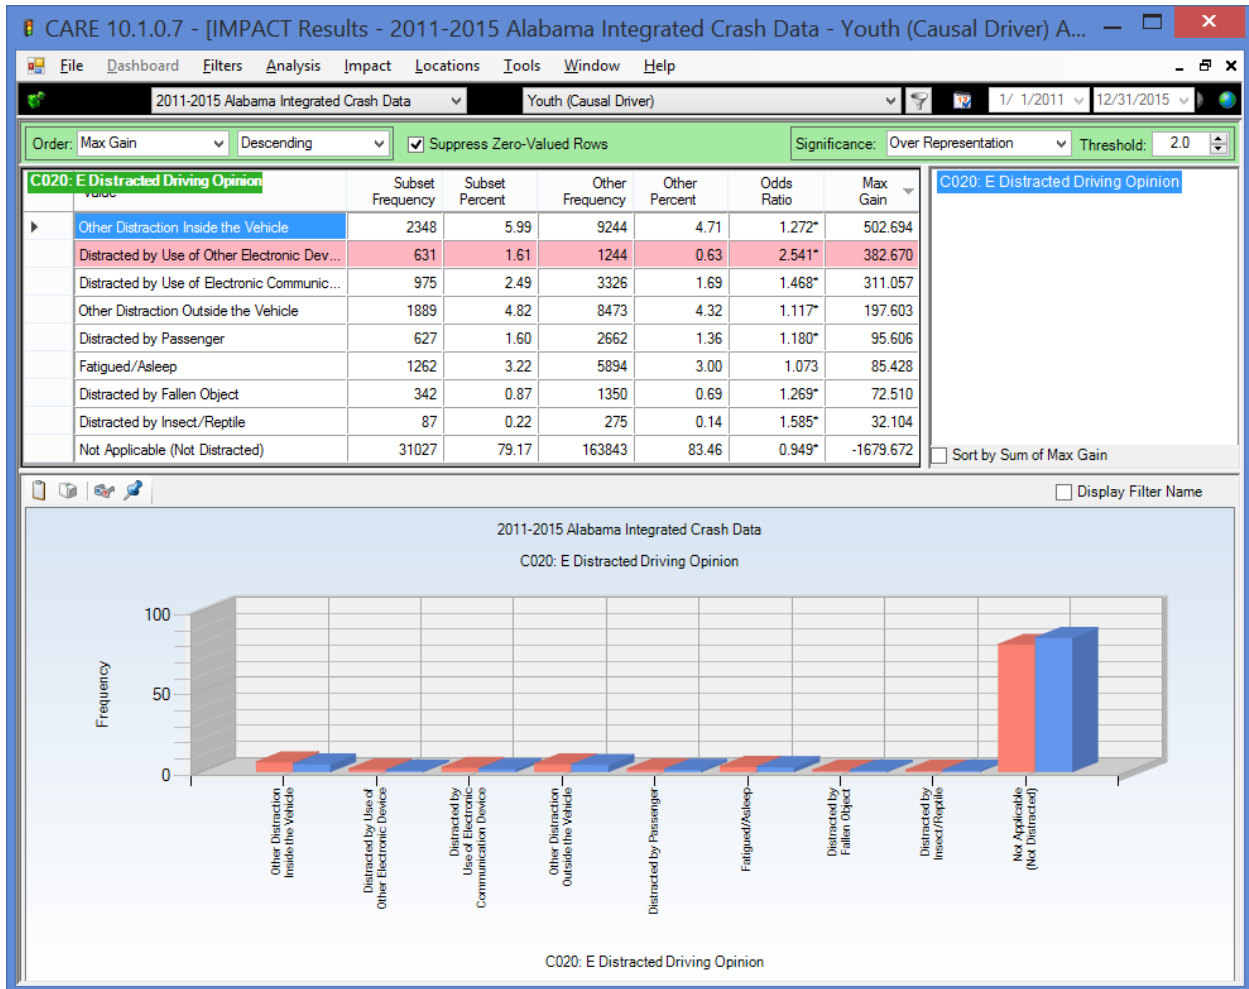 CARE 10.1.0.7 - [IMPACT Results - 2011-2015 Alabama Integrated Crash Data - Youth (Causal Driver) A...
File Dashboard Filters Analysis Impact Locations Tools Window Help
2011-2015 Alabama Integrated Crash Data Youth (Causal Driver) 1/ 1/2011 12/31/2015
Order: Max Gain Descending Suppress Zero-Valued Rows Significance: Over Representation Threshold: 2.0
C020: E Distracted Driving Opinion Subset Frequency Subset Percent Other Frequency Other Percent Odds Ratio Max Gain C020: E Distracted Driving Opinion
Other Distraction Inside the Vehicle 2348 5.99 9244 4.71 1.272* 502.694
Distracted by Use of Other Electronic Dev... 631 1.61 1244 0.63 2.541* 382.670
Distracted by Use of Electronic Communic... 975 2.49 3326 1.69 1.468* 311.057
Other Distraction Outside the Vehicle 1889 4.82 8473 4.32 1.117* 197.603
Distracted by Passenger 627 1.60 2662 1.36 1.180* 95.606
Fatigued/Asleep 1262 3.22 5894 3.00 1.073 85.428
Distracted by Fallen Object 342 0.87 1350 0.69 1.269* 72.510
Distracted by Insect/Reptile 87 0.22 275 0.14 1.585* 32.104
Not Applicable (Not Distracted) 31027 79.17 163843 83.46 0.949* -1679.672
Sort by Sum of Max Gain
Display Filter Name
2011-2015 Alabama Integrated Crash Data
C020: E Distracted Driving Opinion
Frequency
100
50
0
Other Distraction
Inside the Vehicle
Distracted by Use of
Other Electronic Device
Distracted by
Use of Electronic
Communication Device
Other Distraction
Outside the Vehicle
Distracted by Passenger
Fatigued/Asleep
Distracted by
Fallen Object
Distracted by
Insect/Reptile
Not Applicable
(Not Distracted)
C020: E Distracted Driving Opinion